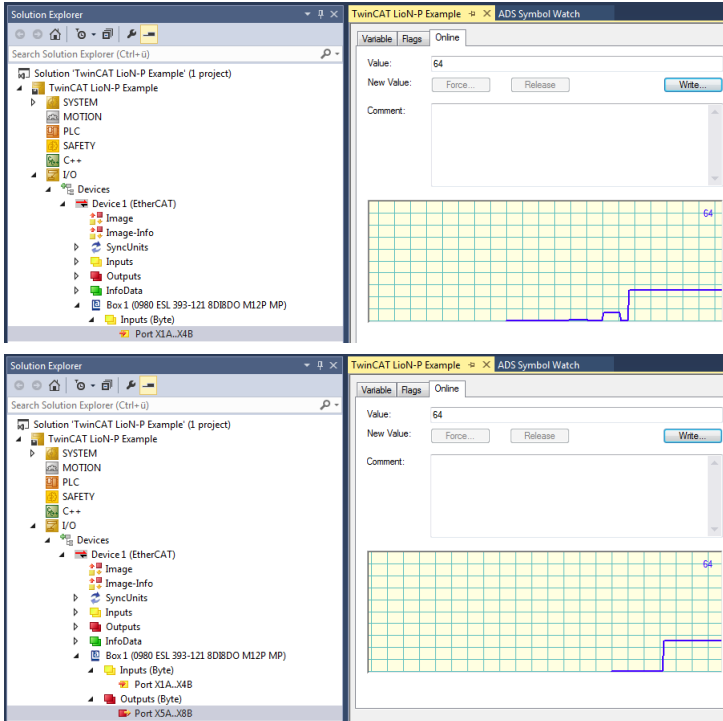 Solution Explorer
Search Solution Explorer (Ctrl+ü)
Solution 'TwinCAT LioN-P Example' (1 project)
TwinCAT LioN-P Example
SYSTEM
MOTION
PLC
SAFETY
C++
I/O
Devices
Device 1 (EtherCAT)
Image
Image-Info
SyncUnits
Inputs
Outputs
InfoData
Box 1 (0980 ESL 393-121 8DI8DO M12P MP)
Inputs (Byte)
Port X1A..X4B
TwinCAT LioN-P Example ADS Symbol Watch
Variable Flags Online
Value: 64
New Value: Force... Release Write...
Comment:
64
Solution Explorer
Search Solution Explorer (Ctrl+ü)
Solution 'TwinCAT LioN-P Example' (1 project)
TwinCAT LioN-P Example
SYSTEM
MOTION
PLC
SAFETY
C++
I/O
Devices
Device 1 (EtherCAT)
Image
Image-Info
SyncUnits
Inputs
Outputs
InfoData
Box 1 (0980 ESL 393-121 8DI8DO M12P MP)
Inputs (Byte)
Port X1A..X4B
Outputs (Byte)
Port X5A..X8B
TwinCAT LioN-P Example ADS Symbol Watch
Variable Flags Online
Value: 64
New Value: Force... Release Write...
Comment:
64